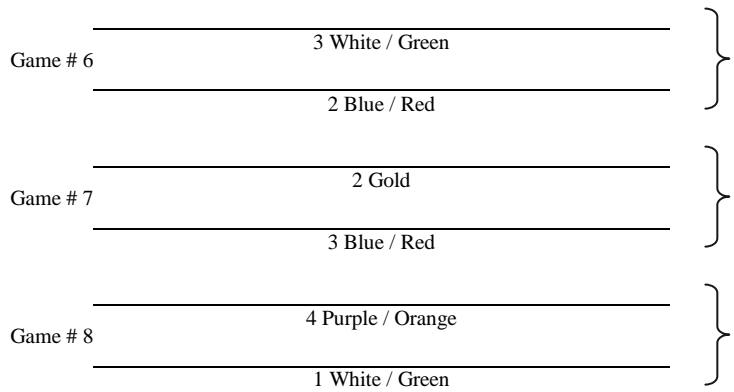 3 White / Green
Game # 6
2 Blue / Red
2 Gold
Game # 7
3 Blue / Red
4 Purple / Orange
Game # 8
1 White / Green